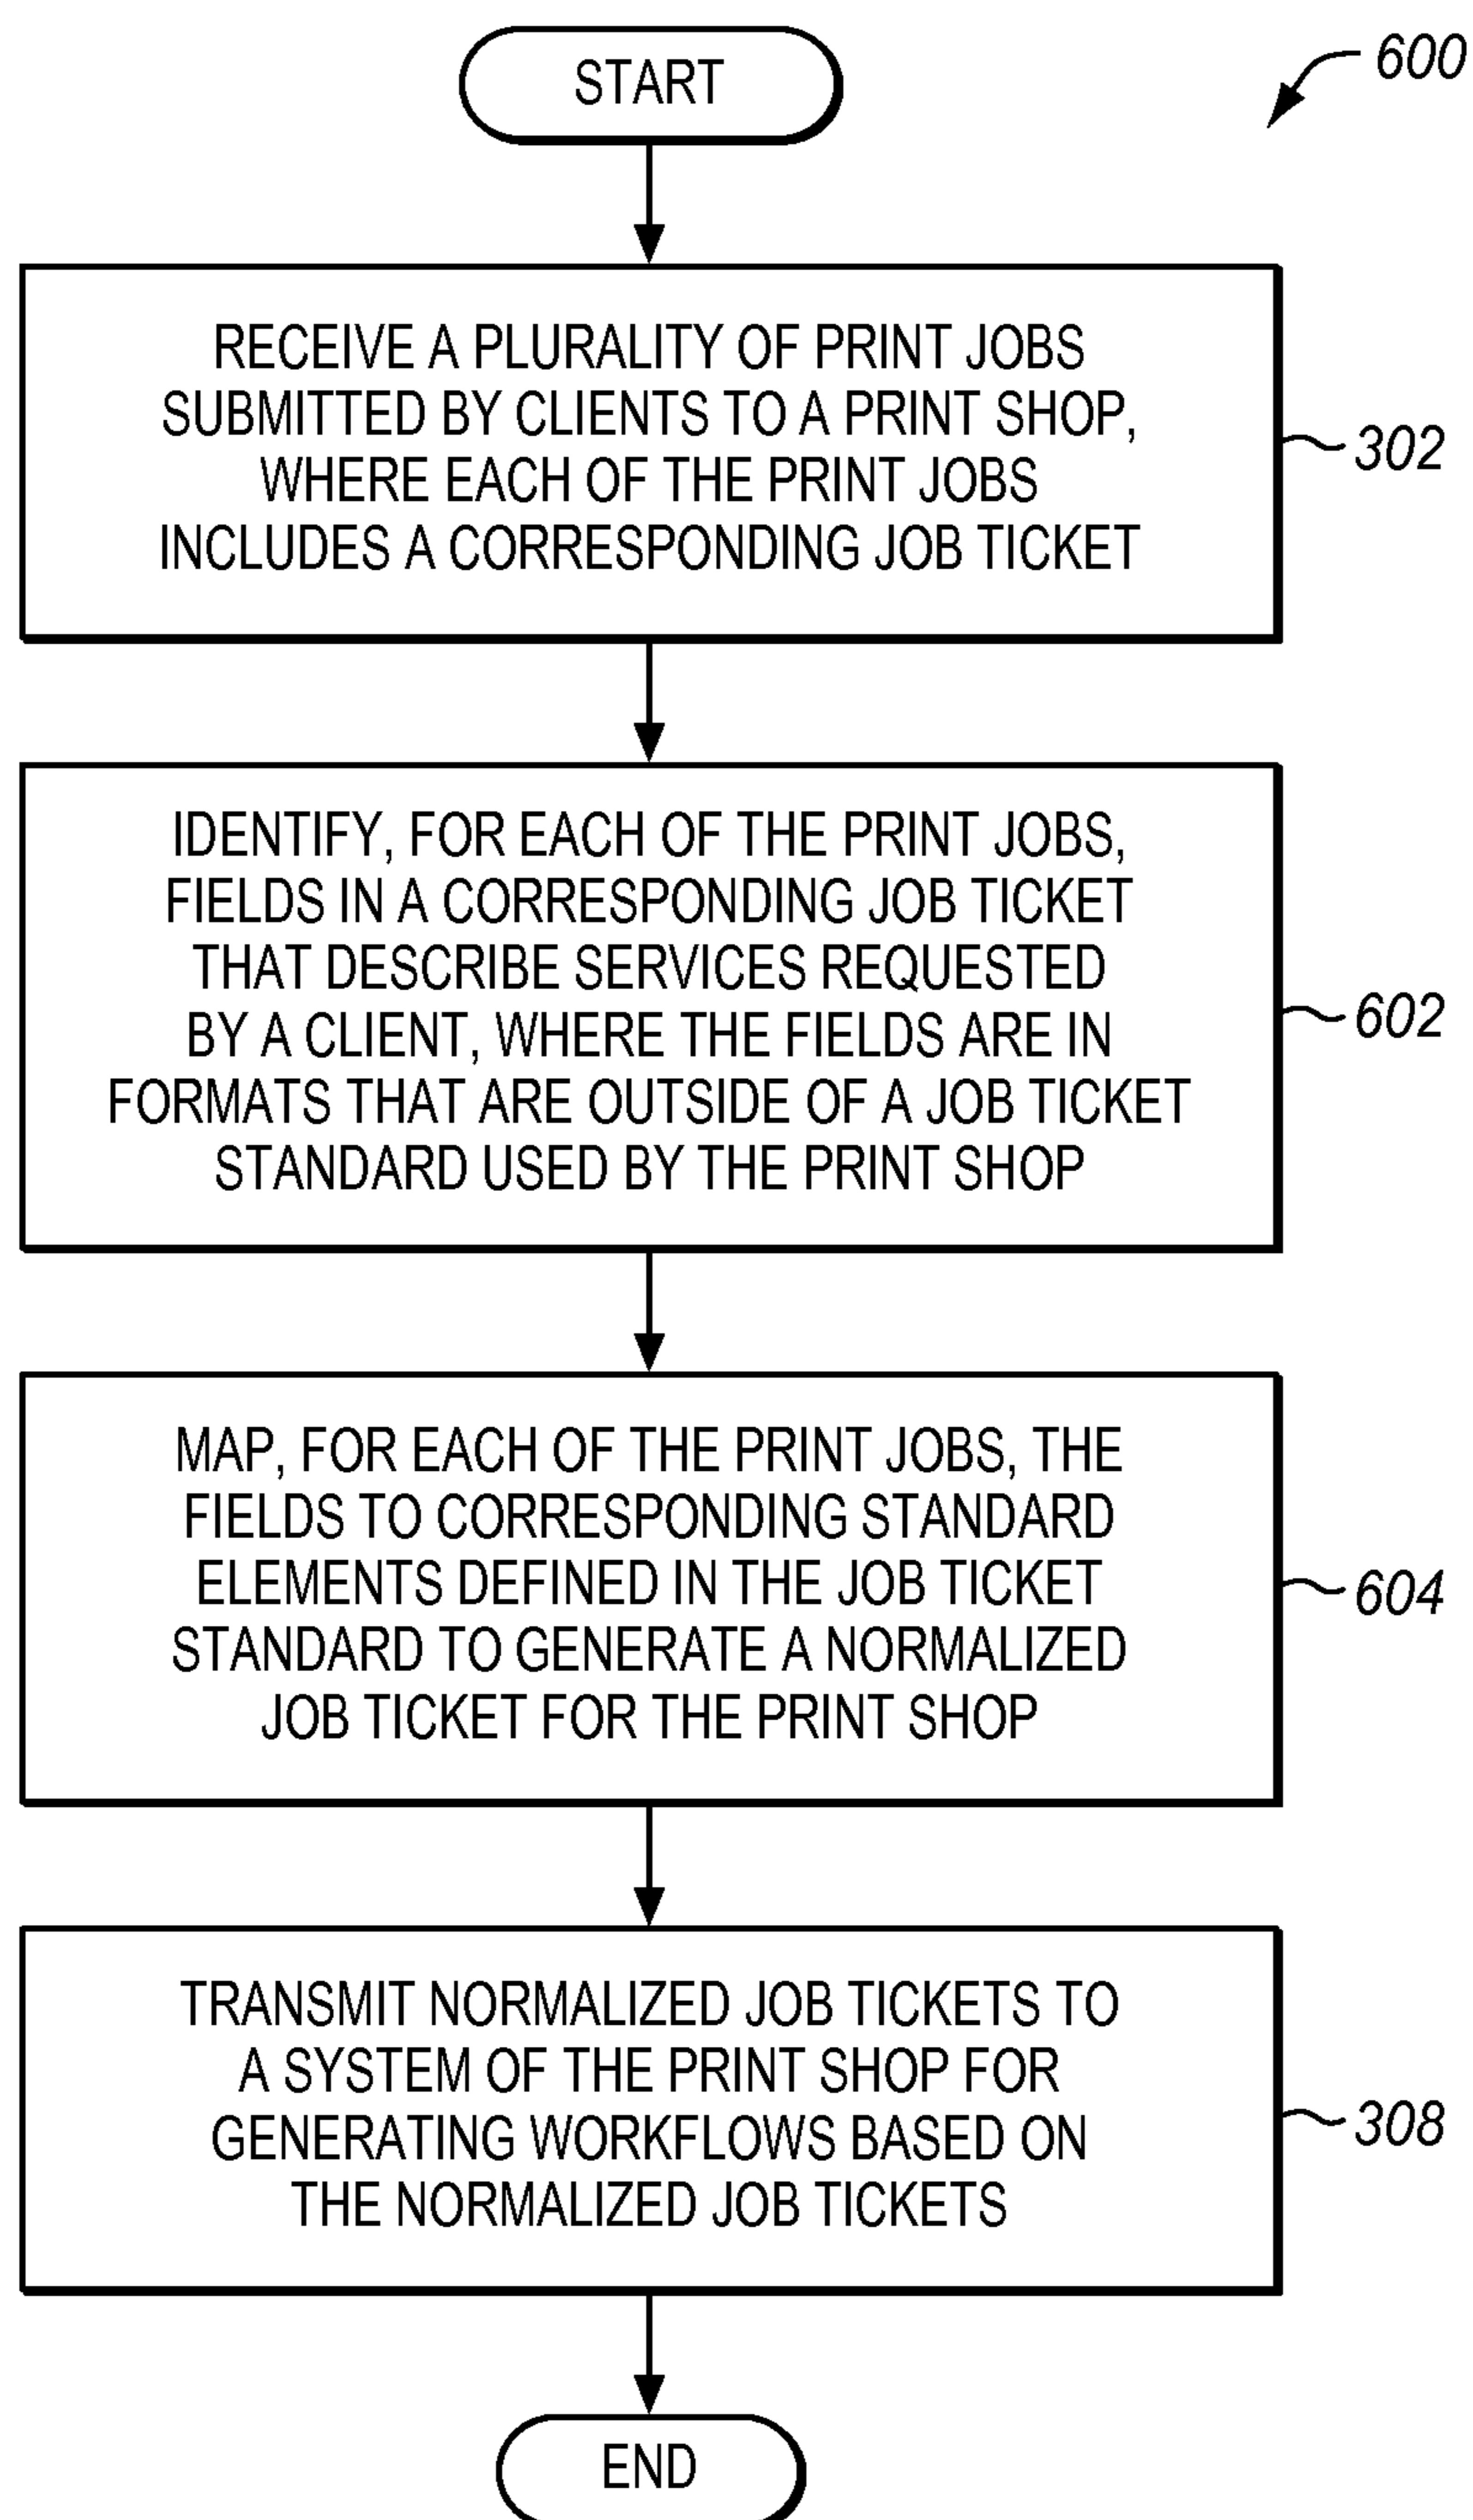 START
600
RECEIVE A PLURALITY OF PRINT JOBS
SUBMITTED BY CLIENTS TO A PRINT SHOP,
WHERE EACH OF THE PRINT JOBS
INCLUDES A CORRESPONDING JOB TICKET
302
IDENTIFY, FOR EACH OF THE PRINT JOBS,
FIELDS IN A CORRESPONDING JOB TICKET
THAT DESCRIBE SERVICES REQUESTED
BY A CLIENT, WHERE THE FIELDS ARE IN
FORMATS THAT ARE OUTSIDE OF A JOB TICKET
STANDARD USED BY THE PRINT SHOP
602
MAP, FOR EACH OF THE PRINT JOBS, THE
FIELDS TO CORRESPONDING STANDARD
ELEMENTS DEFINED IN THE JOB TICKET
STANDARD TO GENERATE A NORMALIZED
JOB TICKET FOR THE PRINT SHOP
604
TRANSMIT NORMALIZED JOB TICKETS TO
A SYSTEM OF THE PRINT SHOP FOR
GENERATING WORKFLOWS BASED ON
THE NORMALIZED JOB TICKETS
308
END